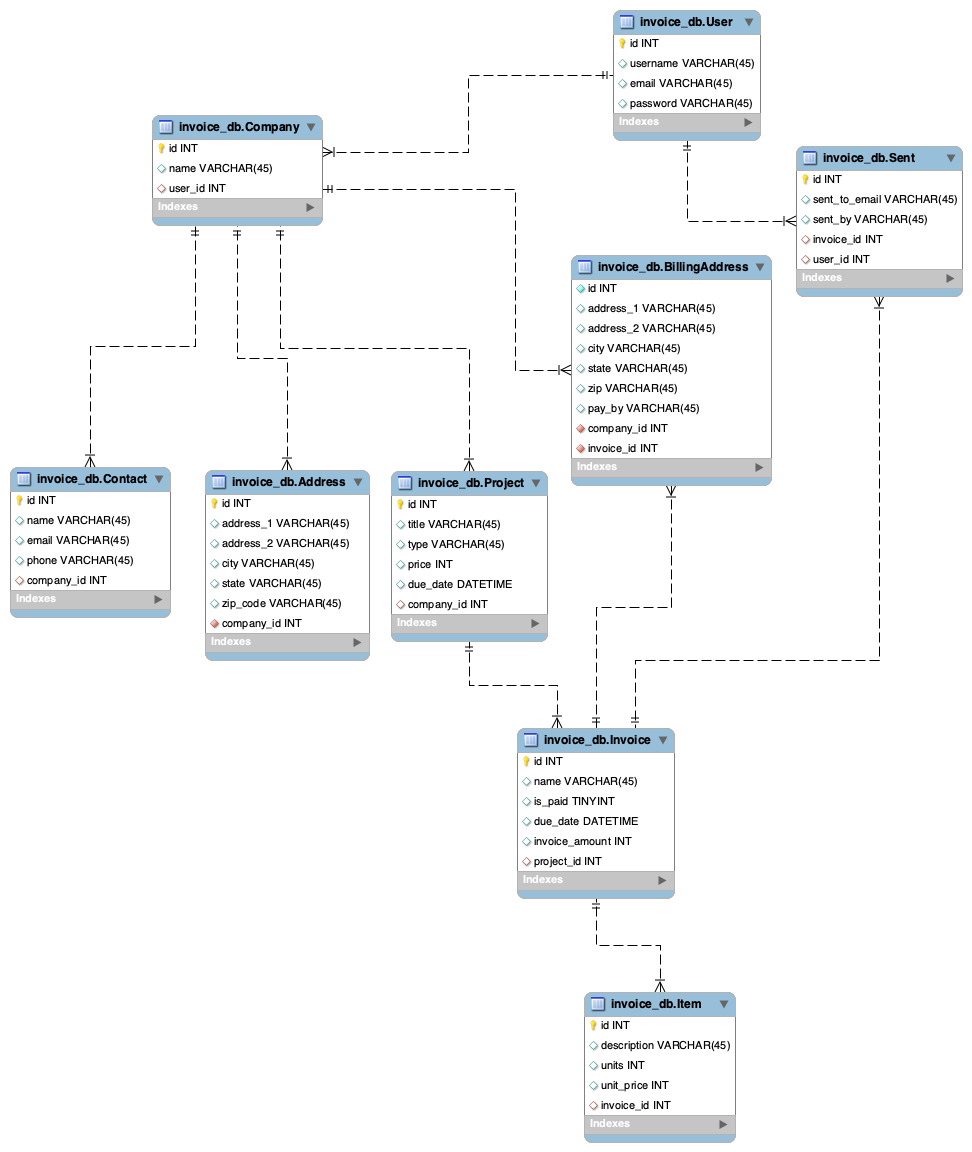 invoice_db.User
id INT
username VARCHAR(45)
email VARCHAR(45)
password VARCHAR(45)
Indexes
invoice_db.Company
id INT
name VARCHAR(45)
user_id INT
Indexes
invoice_db.Sent
id INT
sent_to_email VARCHAR(45)
sent_by VARCHAR(45)
invoice_id INT
user_id INT
Indexes
invoice_db.BillingAddress
id INT
address_1 VARCHAR(45)
address_2 VARCHAR(45)
city VARCHAR(45)
state VARCHAR(45)
zip VARCHAR(45)
pay_by VARCHAR(45)
company_id INT
invoice_id INT
Indexes
invoice_db.Contact
id INT
name VARCHAR(45)
email VARCHAR(45)
phone VARCHAR(45)
company_id INT
Indexes
invoice_db.Address
id INT
address_1 VARCHAR(45)
address_2 VARCHAR(45)
city VARCHAR(45)
state VARCHAR(45)
zip_code VARCHAR(45)
company_id INT
Indexes
invoice_db.Project
id INT
title VARCHAR(45)
type VARCHAR(45)
price INT
due_date DATETIME
company_id INT
Indexes
invoice_db.Invoice
id INT
name VARCHAR(45)
is_paid TINYINT
due_date DATETIME
invoice_amount INT
project_id INT
Indexes
invoice_db.Item
id INT
description VARCHAR(45)
units INT
unit_price INT
invoice_id INT
Indexes